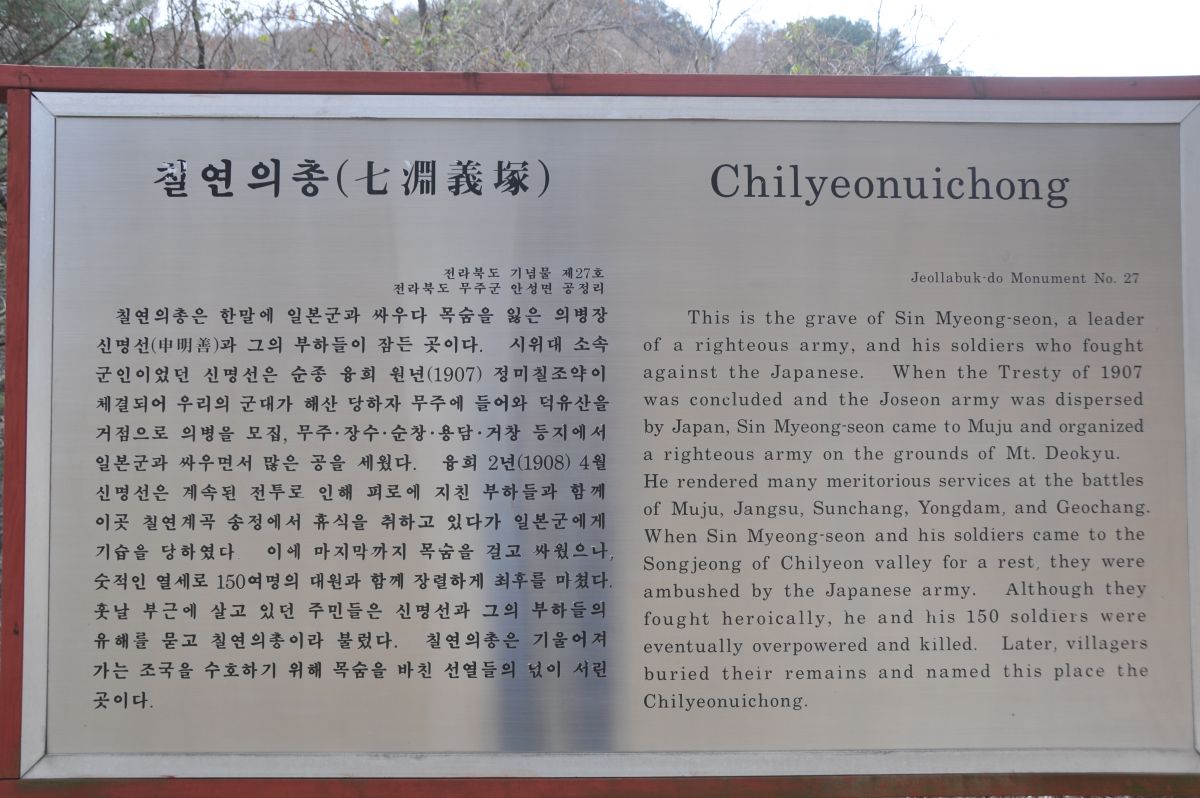 칠연의총(七淵義塚)
전라북도 기념물 제27호
전라북도 무주군 안성면 공정리
칠연의총은 한말에 일본군과 싸우다 목숨을 잃은 의병장
신명선(申明善)과 그의 부하들이 잠든 곳이다. 시위대 소속
군인이었던 신명선은 순종 융희 원년(1907) 정미칠조약이
체결되어 우리의 군대가 해산 당하자 무주에 들어와 덕유산을
거점으로 의병을 모집, 무주·장수·순창·용담·거창 등지에서
일본군과 싸우면서 많은 공을 세웠다. 융희 2년(1908) 4월
신명선은 계속된 전투로 인해 피로에 지친 부하들과 함께
이곳 칠연계곡 송정에서 휴식을 취하고 있다가 일본군에게
기습을 당하였다 이에 마지막까지 목숨을 걸고 싸웠으나,
숫적인 열세로 150여명의 대원과 함께 장렬하게 최후를 마쳤다.
훗날 부근에 살고 있던 주민들은 신명선과 그의 부하들의
유해를 묻고 칠연의총이라 불렀다. 칠연의총은 기울어져
가는 조국을 수호하기 위해 목숨을 바친 선열들의 넋이 서린
곳이다.
Chilyeonuichong
Jeollabuk-do Monument No. 27
This is the grave of Sin Myeong-seon, a leader
of a righteous army, and his soldiers who fought
against the Japanese. When the Tresty of 1907
was concluded and the Joseon army was dispersed
by Japan, Sin Myeong-seon came to Muju and organized
a righteous army on the grounds of Mt. Deokyu.
He rendered many meritorious services at the battles
of Muju, Jangsu, Sunchang, Yongdam, and Geochang.
When Sin Myeong-seon and his soldiers came to the
Songjeong of Chilyeon valley for a rest, they were
ambushed by the Japanese army. Although they
fought heroically, he and his 150 soldiers were
eventually overpowered and killed. Later, villagers
buried their remains and named this place the
Chilyeonuichong.